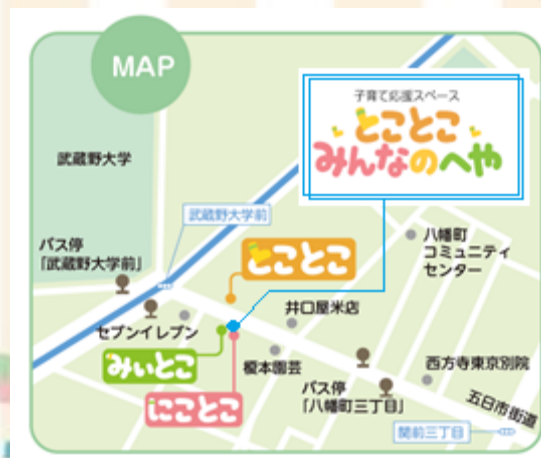 MAP
子育て応援スペース
とことこ
みんなのへや
武蔵野大学
武蔵野大学前
バス停
「武蔵野大学前」
とことこ
八幡町
コミュニティ
センター
セブンイレブン
井口屋米店
みぃとこ
榎本園芸
にことこ
バス停
「八幡町三丁目」
西方寺東京別院
五日市街道
関前三丁目